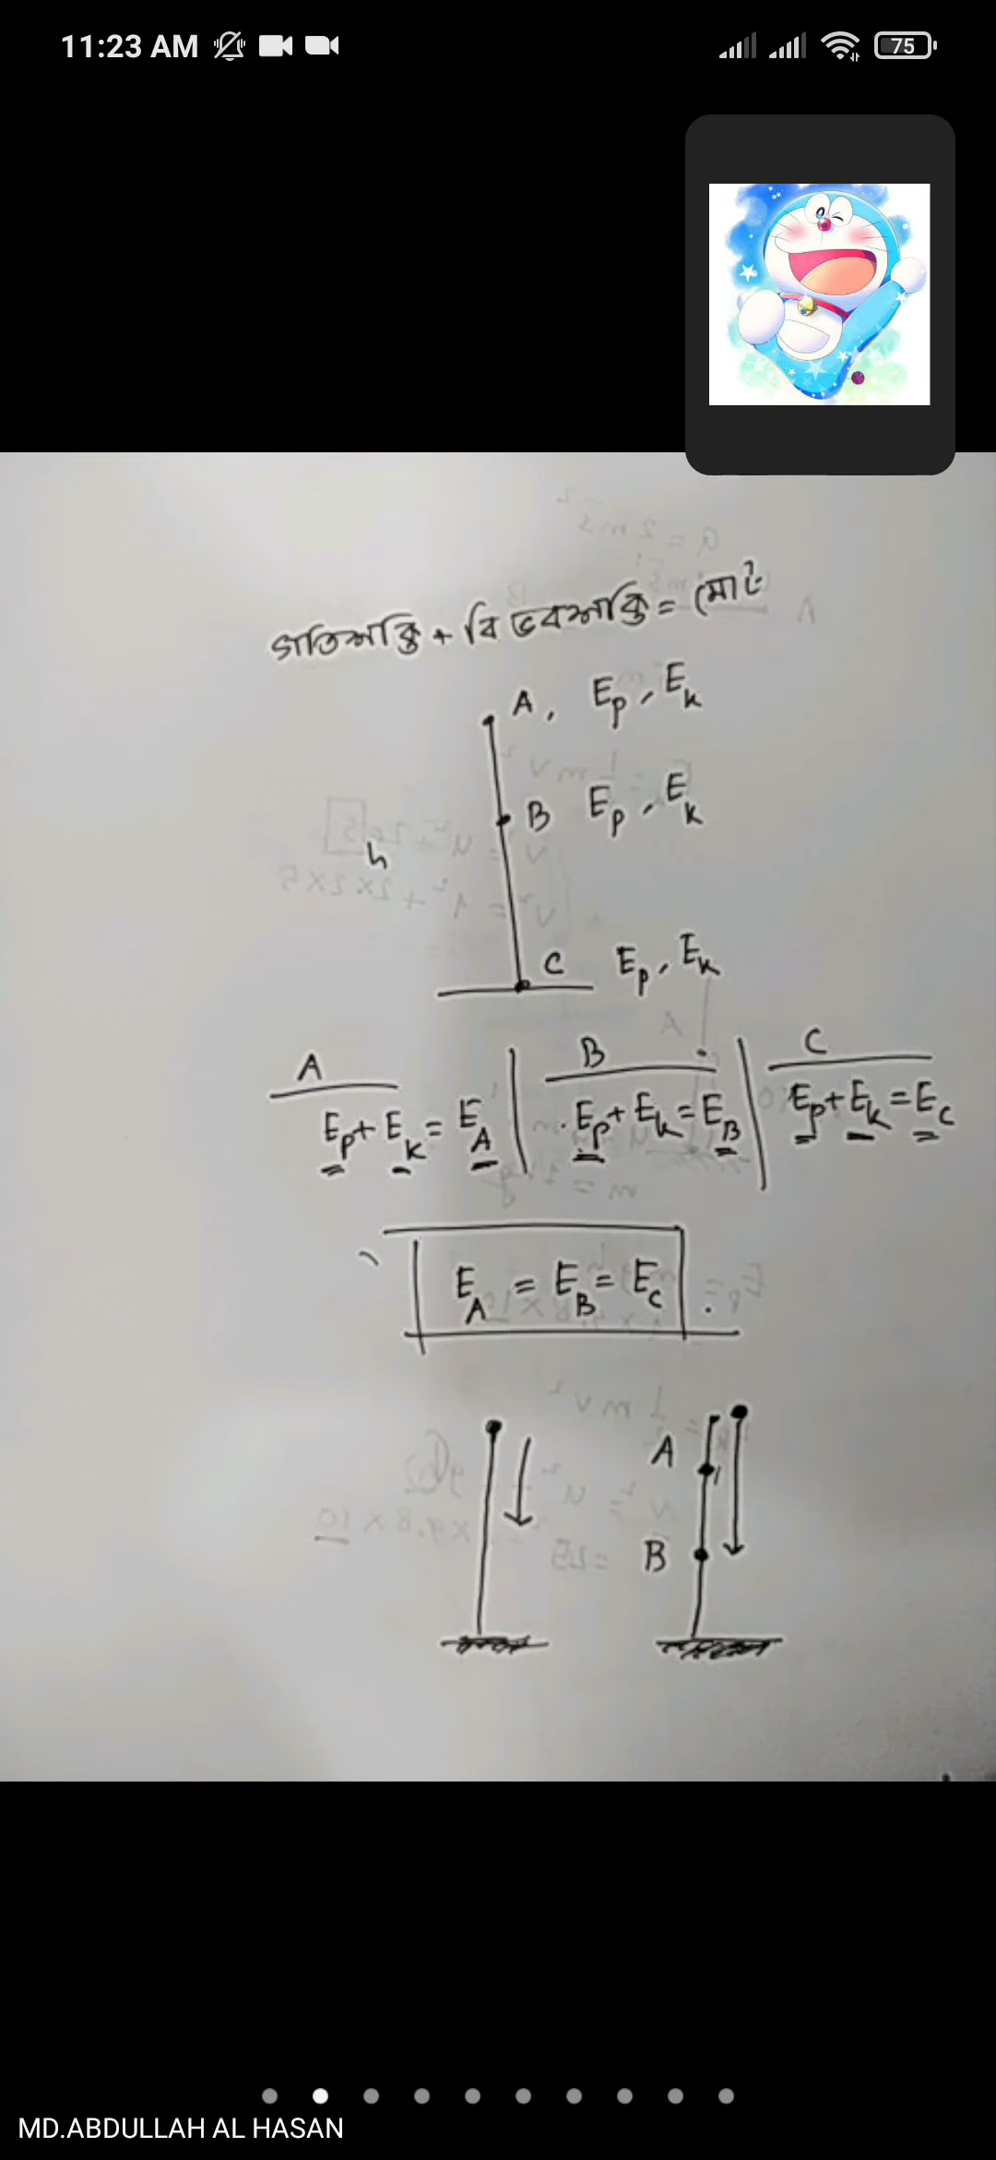 11:23 AM
75
গতিশক্তি + বিভবশক্তি = মোট
A, Ep, Ek
B Ep, Ek
h
C Ep, Ek
A
Ep + Ek = EA
B
Ep + Ek = EB
C
Ep + Ek = EC
EA = EB = EC
A
B
MD.ABDULLAH AL HASAN